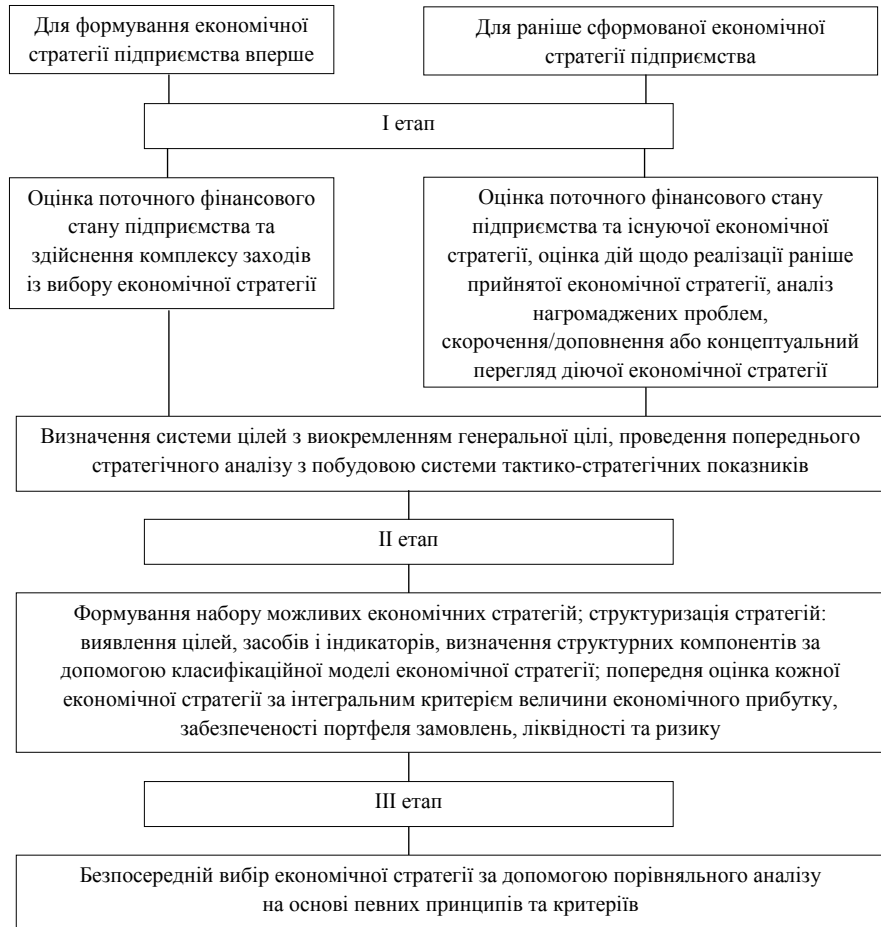 Для формування економічної
стратегії підприємства вперше
Для раніше сформованої економічної
стратегії підприємства
І етап
Оцінка поточного фінансового
стану підприємства та
здійснення комплексу заходів
із вибору економічної стратегії
Оцінка поточного фінансового стану
підприємства та існуючої економічної
стратегії, оцінка дій щодо реалізації раніше
прийнятої економічної стратегії, аналіз
нагромаджених проблем,
скорочення/доповнення або концептуальний
перегляд діючої економічної стратегії
Визначення системи цілей з виокремленням генеральної цілі, проведення попереднього
стратегічного аналізу з побудовою системи тактико-стратегічних показників
ІІ етап
Формування набору можливих економічних стратегій; структуризація стратегій:
виявлення цілей, засобів і індикаторів, визначення структурних компонентів за
допомогою класифікаційної моделі економічної стратегії; попередня оцінка кожної
економічної стратегії за інтегральним критерієм величини економічного прибутку,
забезпеченості портфеля замовлень, ліквідності та ризику
ІІІ етап
Безпосередній вибір економічної стратегії за допомогою порівняльного аналізу
на основі певних принципів та критеріїв